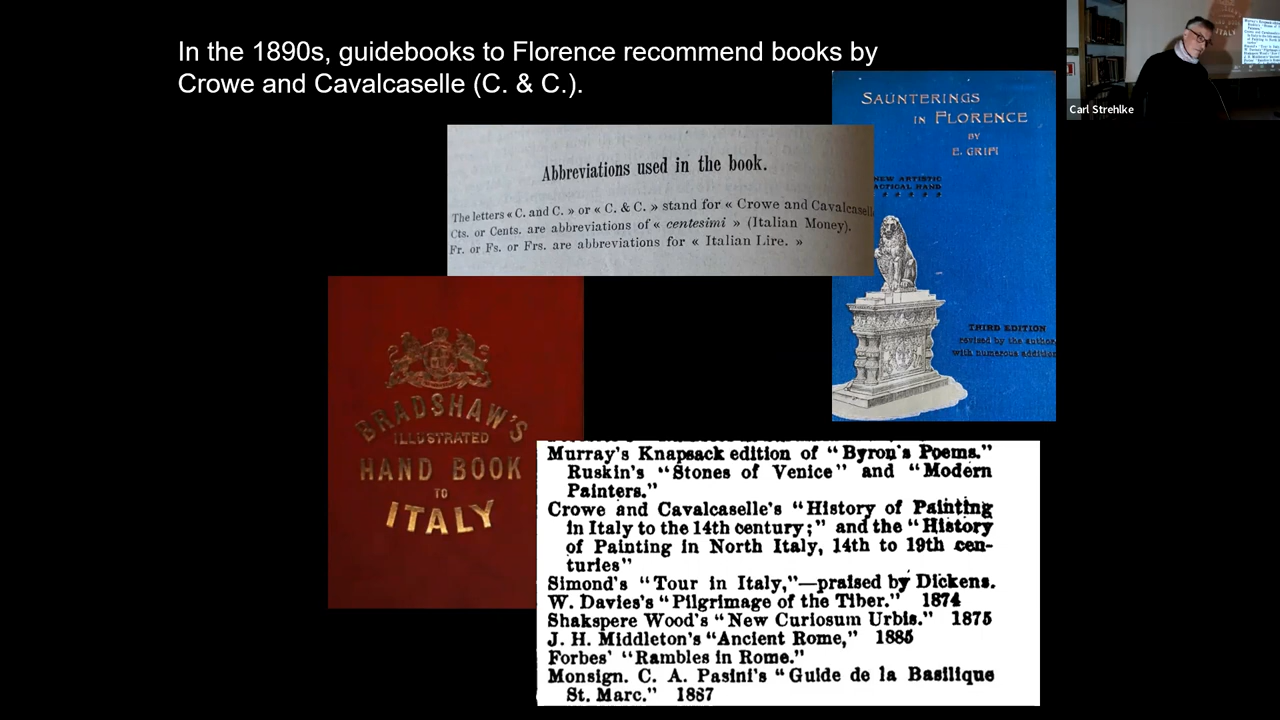 In the 1890s, guidebooks to Florence recommend books by
Crowe and Cavalcaselle (C. & C.).
Carl Strehlke
SAUNTERINGS
IN FLORENCE
BY
E. GRIFI
NEW ARTISTIC
HAND
THIRD EDITION
revised by the author
with numerous addition
Abbreviations used in the book.
The letters « C. and C. » or « C. & C. » stand for « Crowe and Cavalcasell
Cts. or Cents. are abbreviations of « centesimi » (Italian Money).
Fr. or Fs. or Frs. are abbreviations for « Italian Lire. »
BRADSHAW'S
ILLUSTRATED
HAND BOOK
TO
ITALY
Murray's Knapsack edition of "Byron's Poems."
Ruskin's "Stones of Venice" and "Modern
Painters."
Crowe and Cavalcaselle's "History of Painting
in Italy to the 14th century;" and the "History
of Painting in North Italy, 14th to 19th cen-
turies"
Simond's "Tour in Italy,"—praised by Dickens.
W. Davies's "Pilgrimage of the Tiber." 1874
Shakspere Wood's "New Curiosum Urbis." 1875
J. H. Middleton's "Ancient Rome," 1885
Forbes' "Rambles in Rome."
Monsign. C. A. Pasini's "Guide de la Basilique
St. Marc." 1867